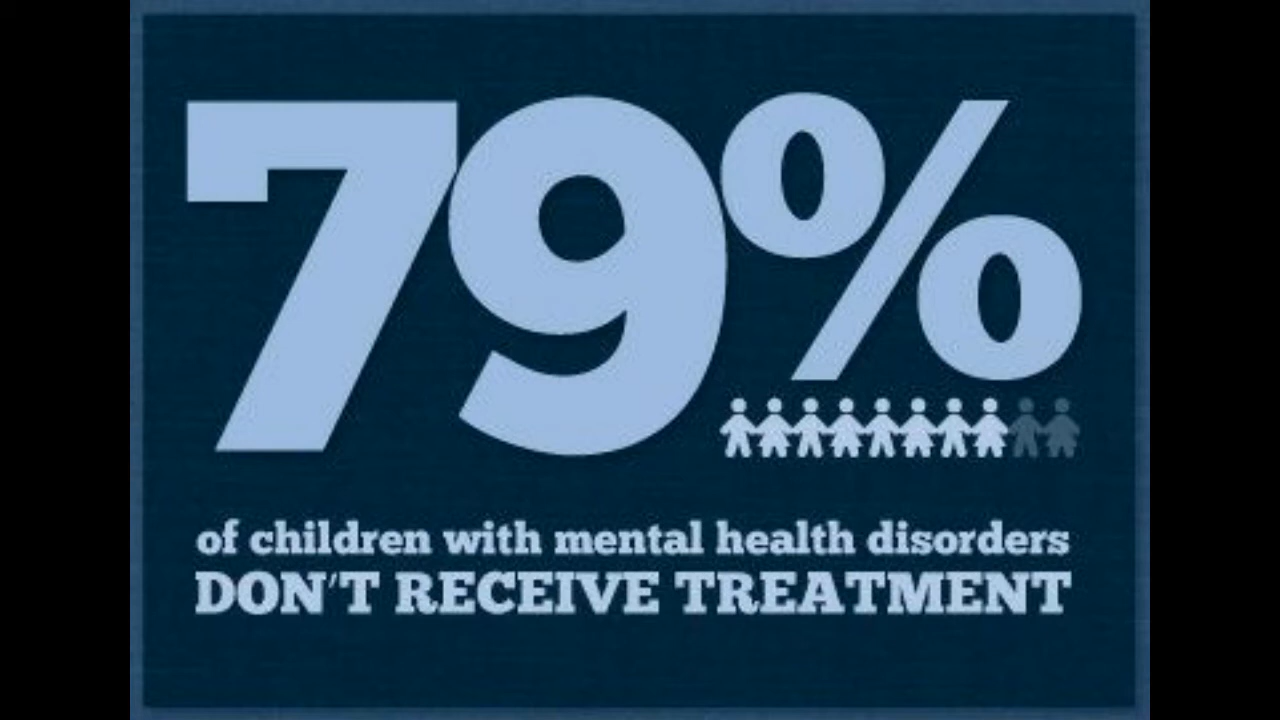 79%
of children with mental health disorders
DON'T RECEIVE TREATMENT